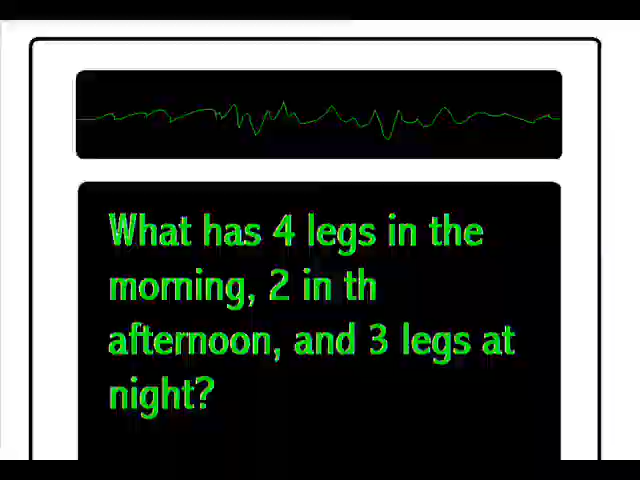 What has 4 legs in the
morning, 2 in th
afternoon, and 3 legs at
night?